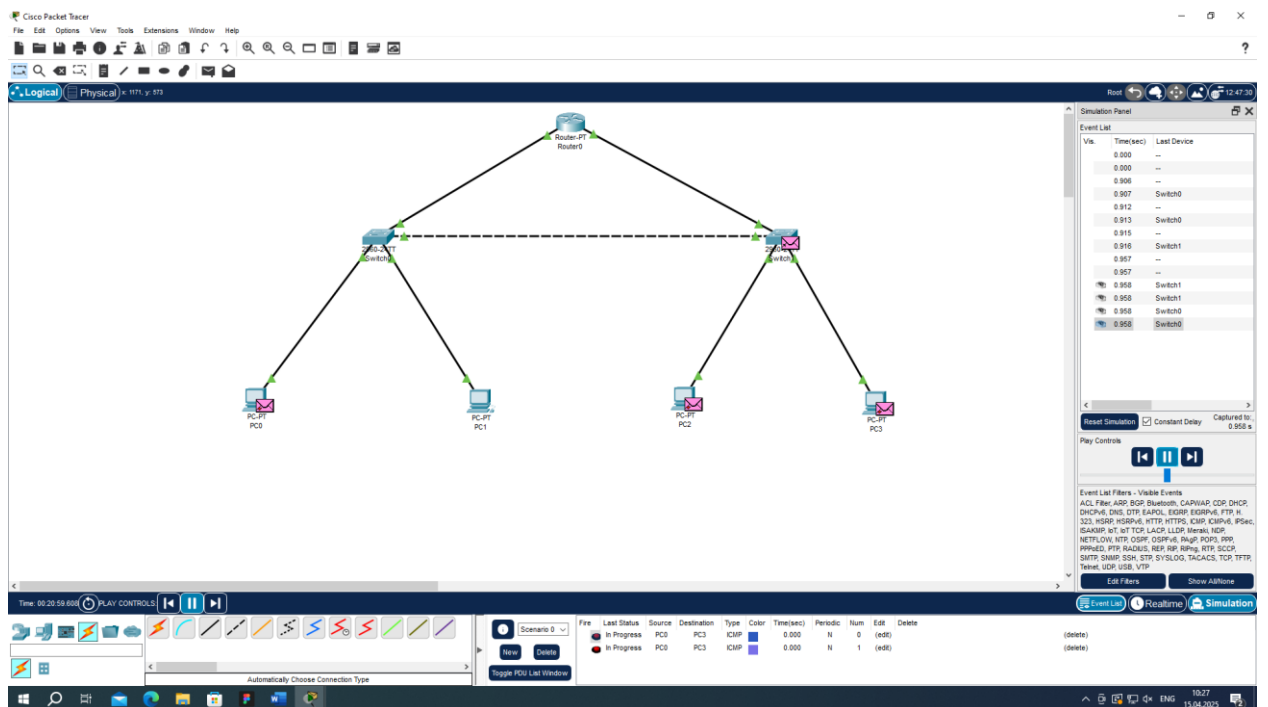 Cisco Packet Tracer
File Edit Options View Tools Extensions Window Help
?
Logical Physical x: 1171, y: 573
Root 12:47:30
Router-PT
Router0
PC-PT
PC0
PC-PT
PC1
PC-PT
PC2
PC-PT
PC3
Simulation Panel
Event List
Vis. Time(sec) Last Device
0.000 --
0.000 --
0.906 --
0.907 Switch0
0.912 --
0.913 Switch0
0.915 --
0.916 Switch1
0.957 --
0.957 --
0.958 Switch1
0.958 Switch1
0.958 Switch0
0.958 Switch0
Reset Simulation Constant Delay Captured to:
0.958 s
Play Controls
Event List Filters - Visible Events
ACL Filter, ARP, BGP, Bluetooth, CAPWAP, CDP, DHCP,
DHCPv6, DNS, DTP, EAPOL, EIGRP, EIGRPv6, FTP, H.
323, HSRP, HSRPv6, HTTP, HTTPS, ICMP, ICMPv6, IPSec,
ISAKMP, IoT, IoT TCP, LACP, LLDP, Meraki, NDP,
NETFLOW, NTP, OSPF, OSPFv6, PAgP, POP3, PPP,
PPPoED, PTP, RADIUS, REP, RIP, RIPng, RTP, SCCP,
SMTP, SNMP, SSH, STP, SYSLOG, TACACS, TCP, TFTP,
Telnet, UDP, USB, VTP
Edit Filters Show All/None
Time: 00:20:59.608 PLAY CONTROLS:
Event List Realtime Simulation
Scenario 0
New Delete
Toggle PDU List Window
Fire Last Status Source Destination Type Color Time(sec) Periodic Num Edit Delete
In Progress PC0 PC3 ICMP 0.000 N 0 (edit) (delete)
In Progress PC0 PC3 ICMP 0.000 N 1 (edit) (delete)
Automatically Choose Connection Type
ENG
10:27
15.04.2025